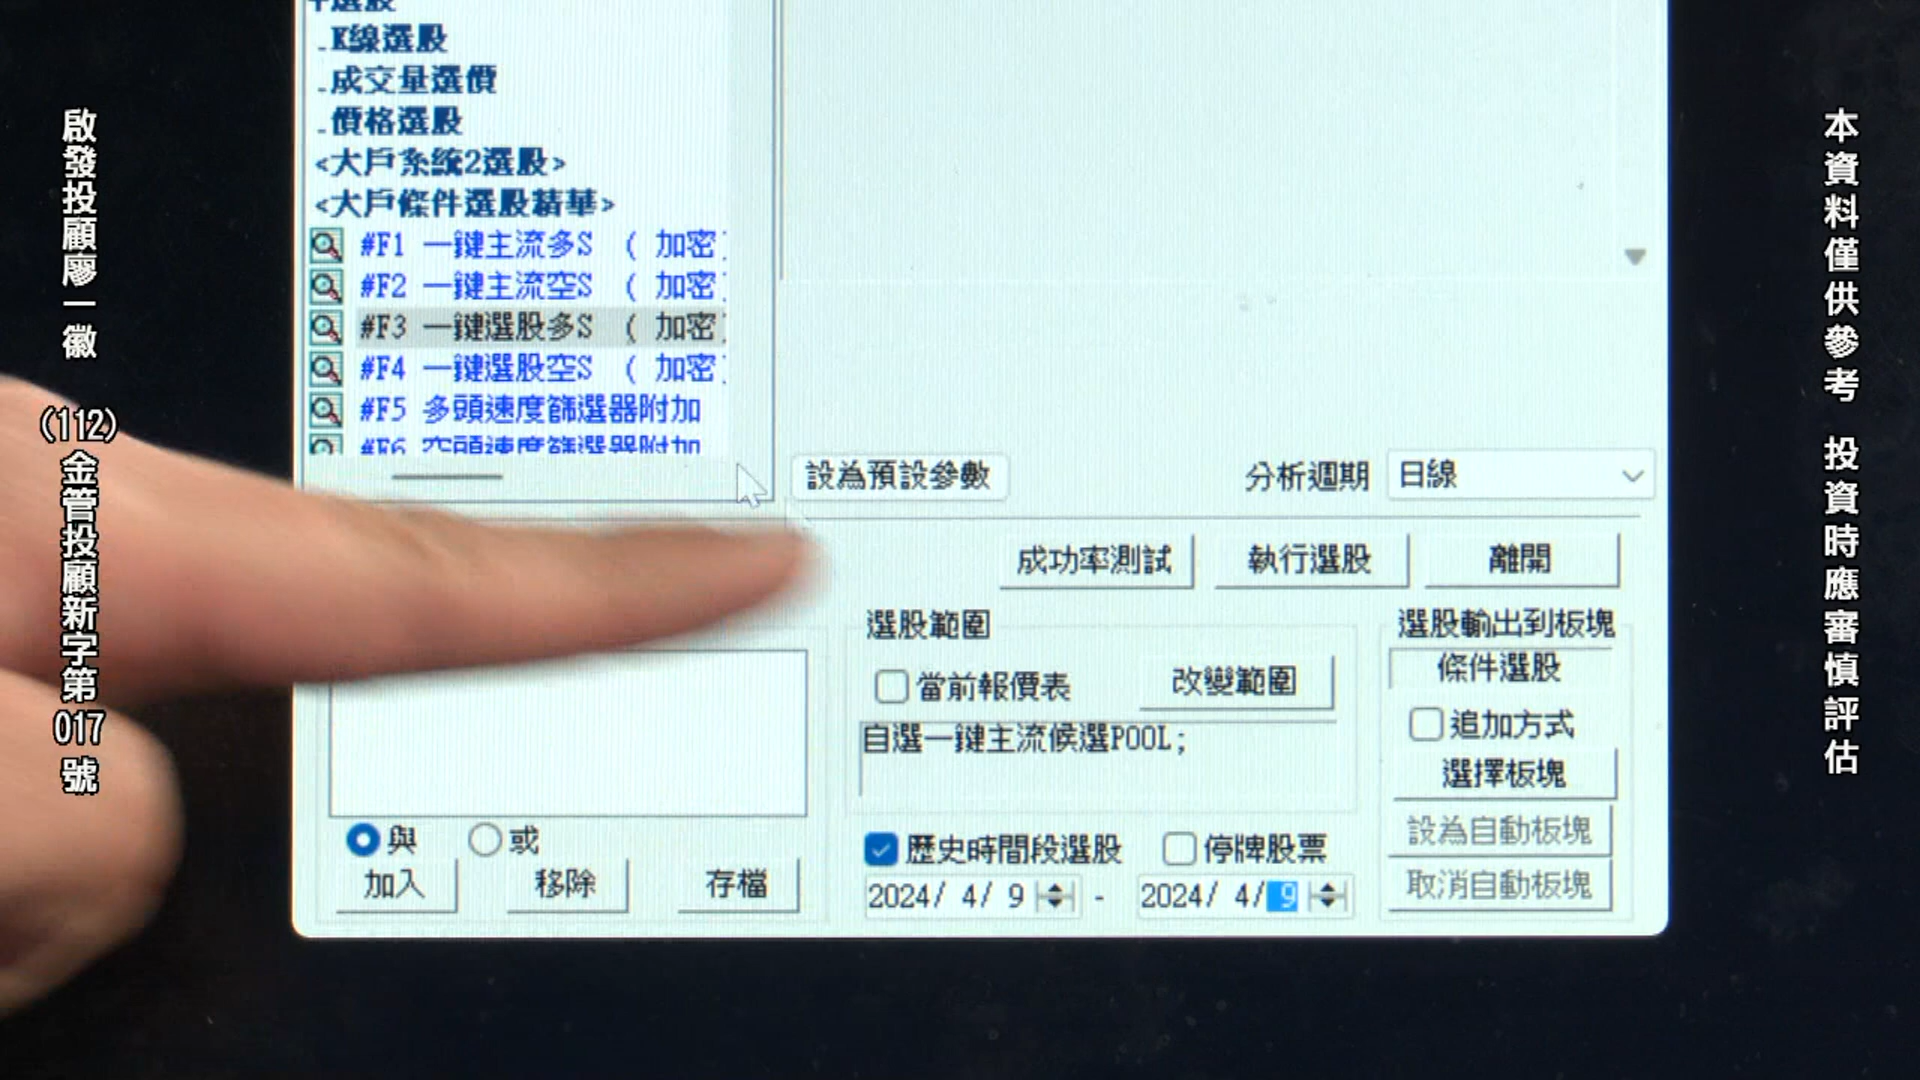 啟發投顧廖一徽 (112)金管投顧新字第017號
.K線選股
.成交量選價
.價格選股
<大戶系統2選股>
<大戶條件選股精華>
#F1 一鍵主流多S ( 加密
#F2 一鍵主流空S ( 加密
#F3 一鍵選股多S ( 加密
#F4 一鍵選股空S ( 加密
#F5 多頭速度篩選器附加
#F6 空頭速度篩選器附加
設為預設參數
分析週期 日線
成功率測試 執行選股 離開
選股範圍
當前報價表 改變範圍
自選一鍵主流候選POOL;
選股輸出到板塊
條件選股
追加方式
選擇板塊
設為自動板塊
取消自動板塊
與 或
加入 移除 存檔
歷史時間段選股 停牌股票
2024/ 4/ 9 - 2024/ 4/ 9
本資料僅供參考 投資時應審慎評估